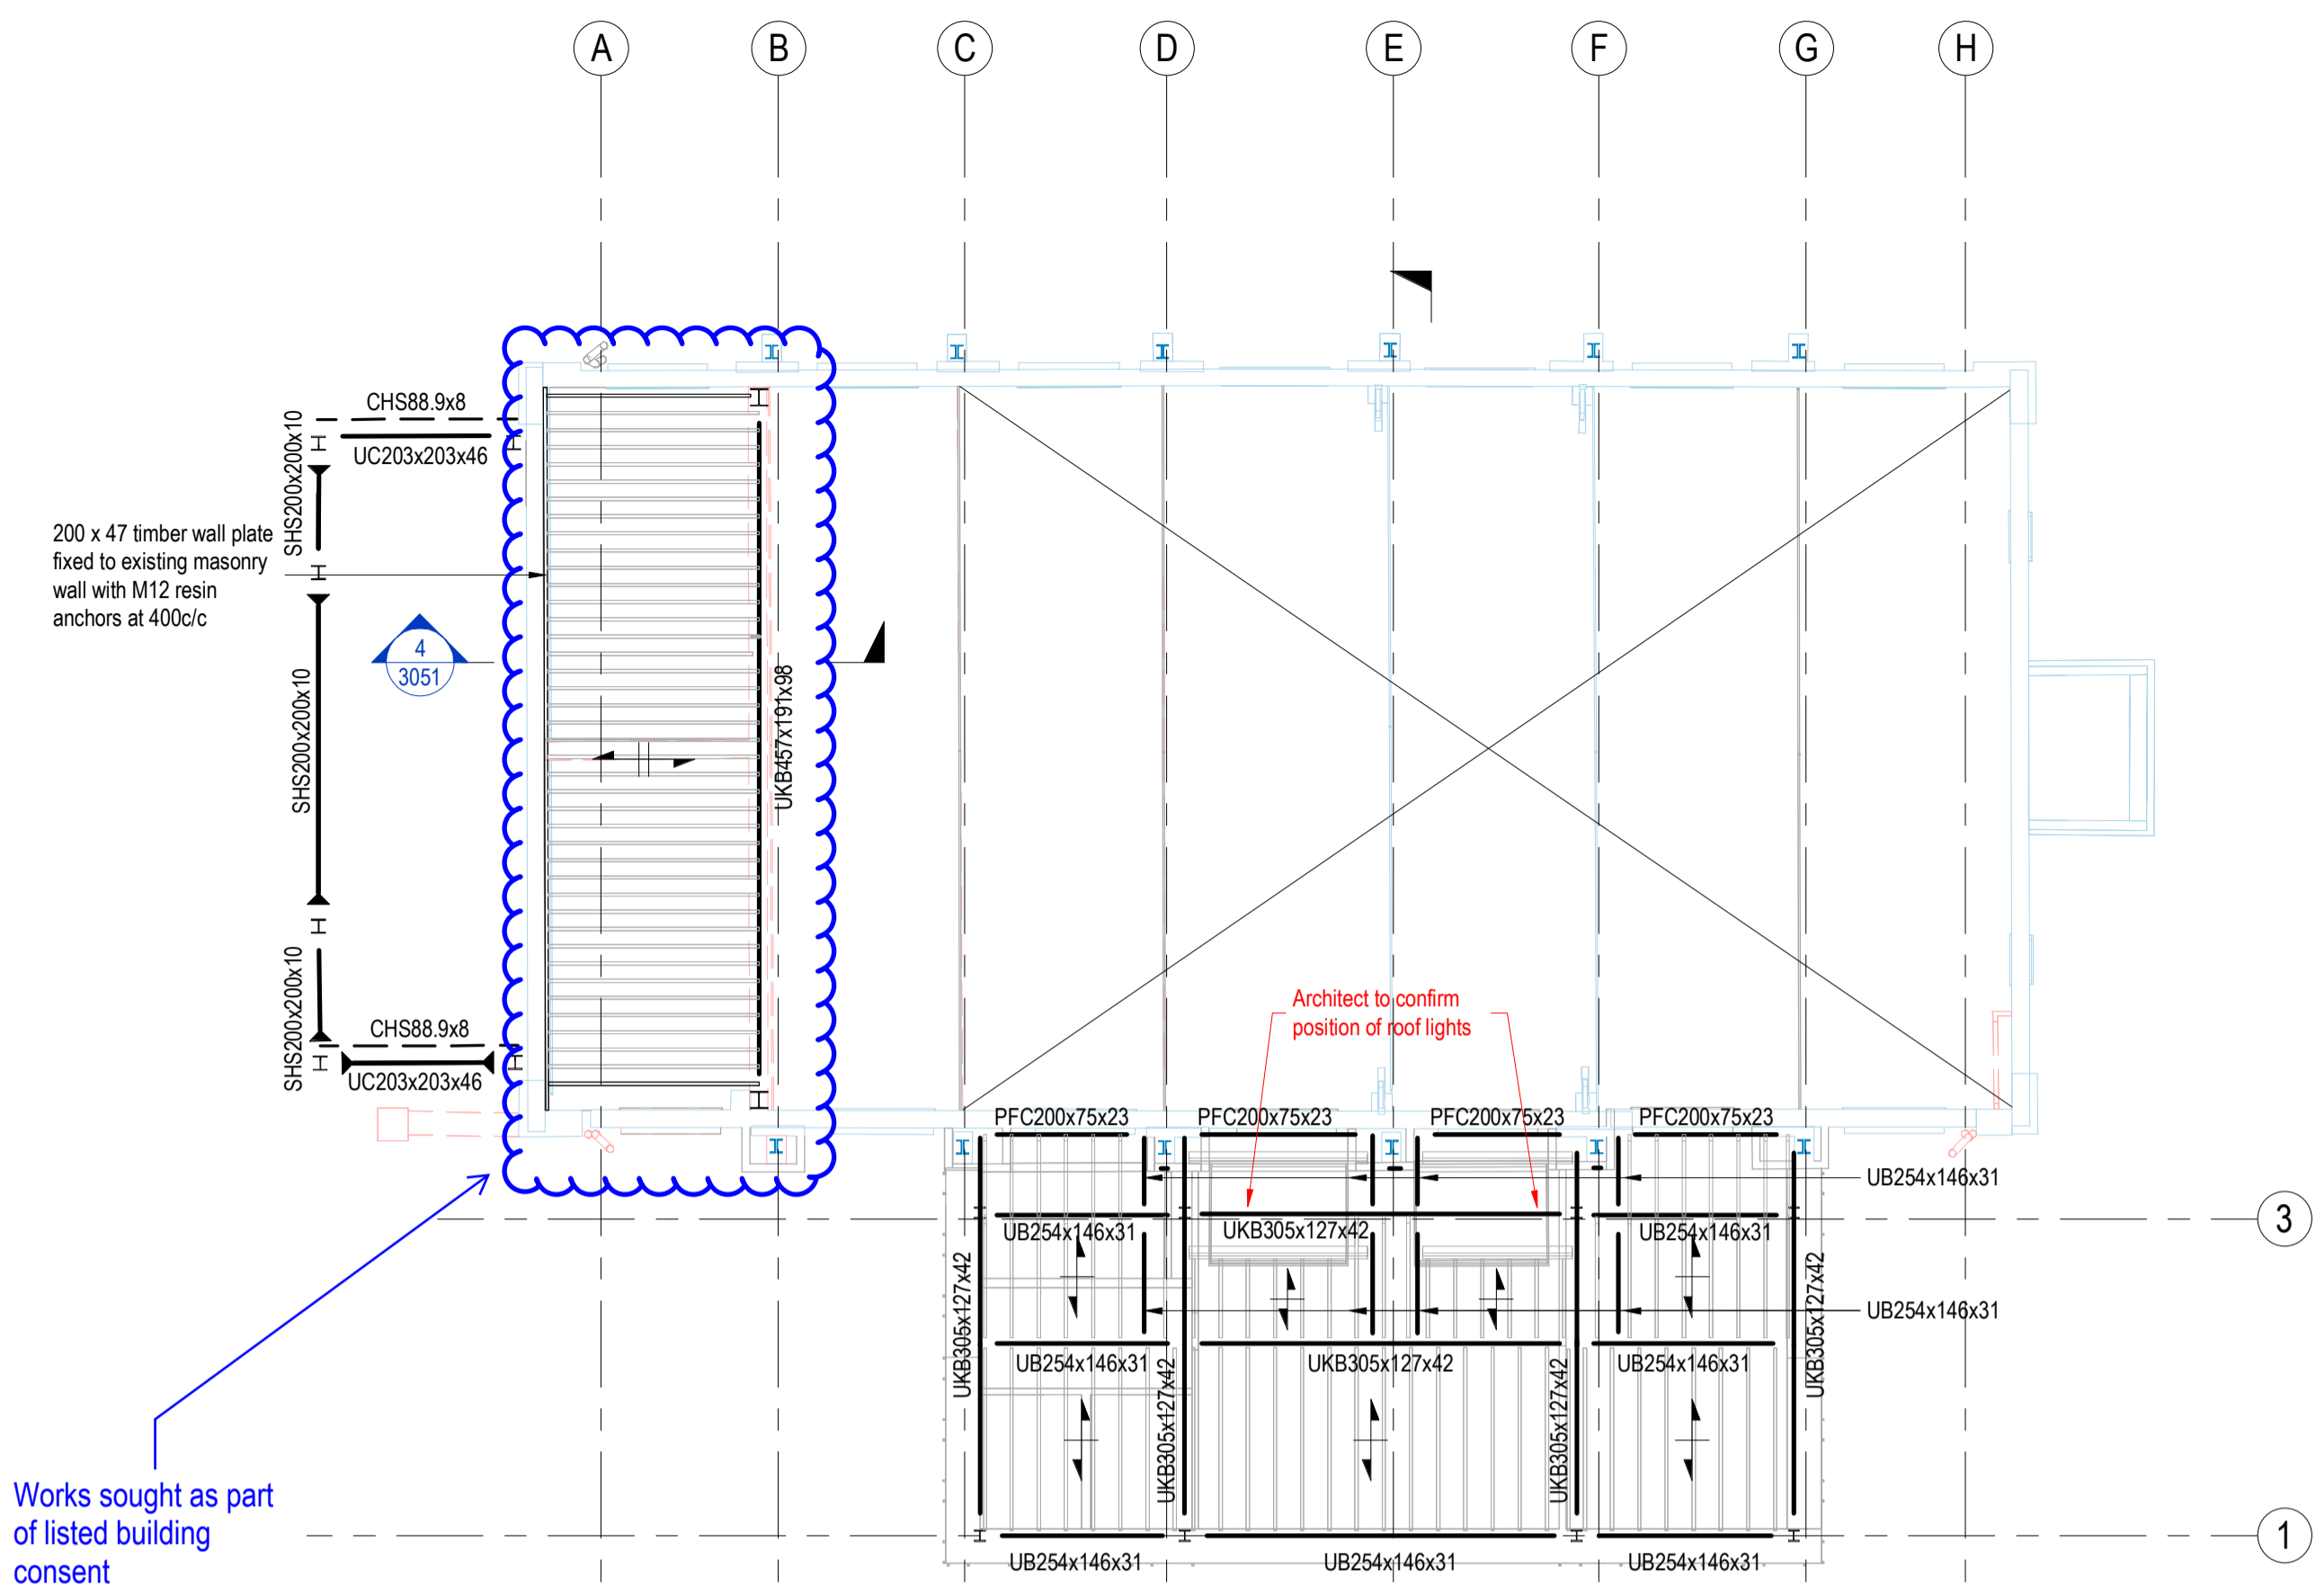 A
B
C
D
E
F
G
H
CHS88.9x8
SHS200x200x10
UC203x203x46
200 x 47 timber wall plate
fixed to existing masonry
wall with M12 resin
anchors at 400c/c
4
3051
SHS200x200x10
UKB457x191x98
SHS200x200x10
CHS88.9x8
UC203x203x46
Architect to confirm
position of roof lights
PFC200x75x23
PFC200x75x23
PFC200x75x23
PFC200x75x23
UB254x146x31
3
UB254x146x31
UKB305x127x42
UB254x146x31
UKB305x127x42
UKB305x127x42
UB254x146x31
UB254x146x31
UKB305x127x42
UB254x146x31
UKB305x127x42
UKB305x127x42
Works sought as part
of listed building
consent
1
UB254x146x31
UB254x146x31
UB254x146x31